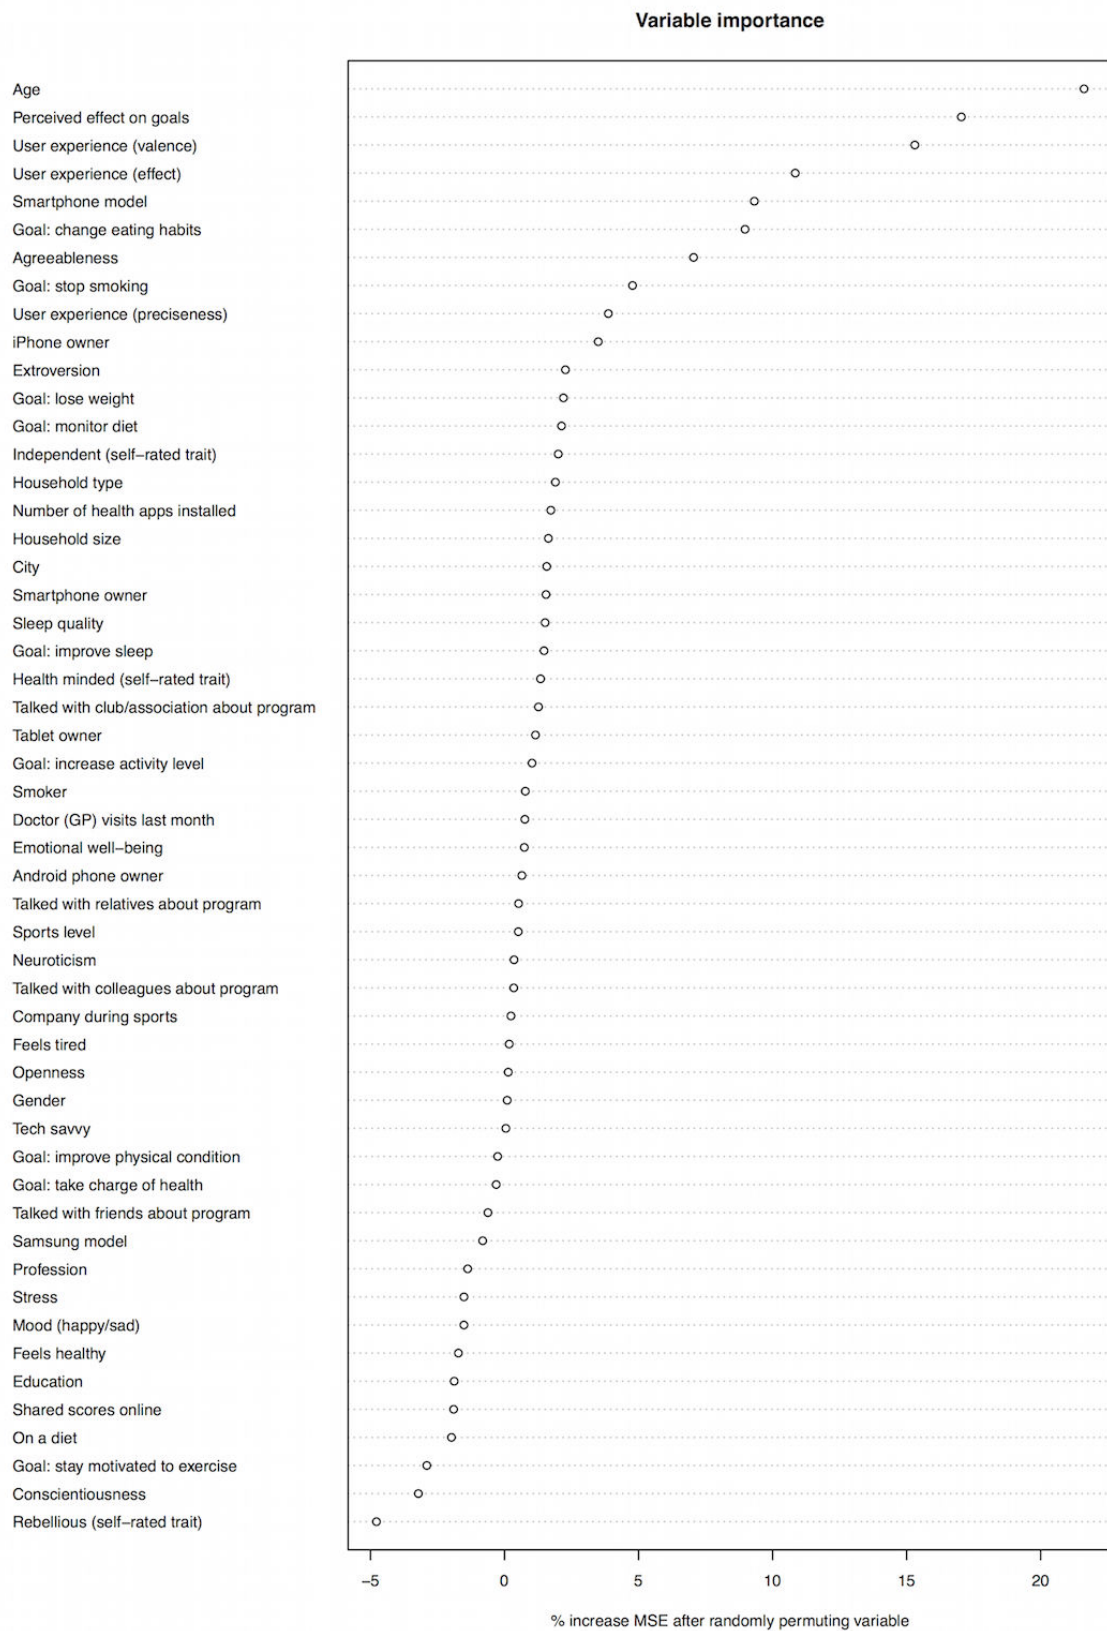 Variable importance
Age
Perceived effect on goals
User experience (valence)
User experience (effect)
Smartphone model
Goal: change eating habits
Agreeableness
Goal: stop smoking
User experience (preciseness)
iPhone owner
Extroversion
Goal: lose weight
Goal: monitor diet
Independent (self−rated trait)
Household type
Number of health apps installed
Household size
City
Smartphone owner
Sleep quality
Goal: improve sleep
Health minded (self−rated trait)
Talked with club/association about program
Tablet owner
Goal: increase activity level
Smoker
Doctor (GP) visits last month
Emotional well−being
Android phone owner
Talked with relatives about program
Sports level
Neuroticism
Talked with colleagues about program
Company during sports
Feels tired
Openness
Gender
Tech savvy
Goal: improve physical condition
Goal: take charge of health
Talked with friends about program
Samsung model
Profession
Stress
Mood (happy/sad)
Feels healthy
Education
Shared scores online
On a diet
Goal: stay motivated to exercise
Conscientiousness
Rebellious (self−rated trait)
−5 0 5 10 15 20
% increase MSE after randomly permuting variable